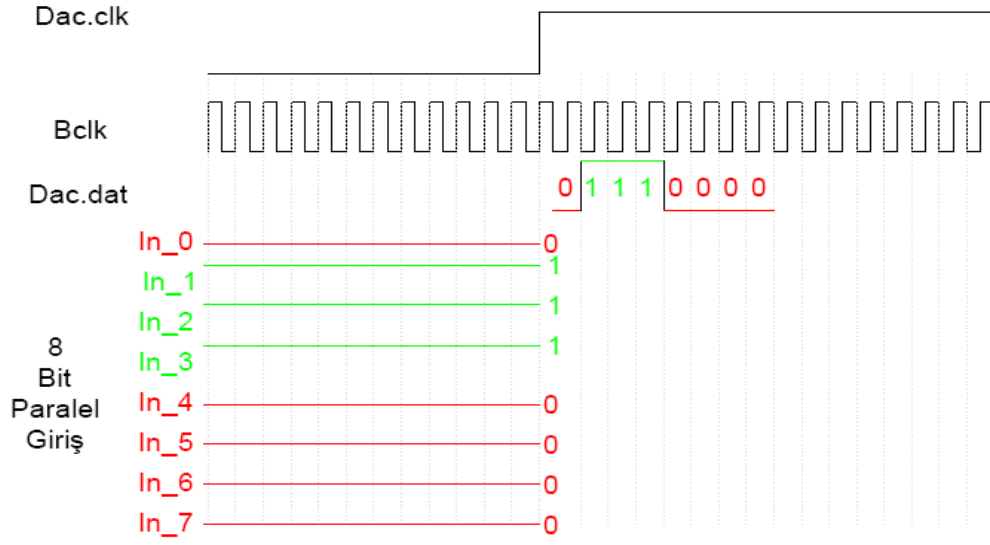 Dac.clk
Bclk
Dac.dat
0 1 1 1 0 0 0 0
In_0 0
In_1 1
In_2 1
In_3 1
In_4 0
In_5 0
In_6 0
In_7 0
8
Bit
Paralel
Giriş